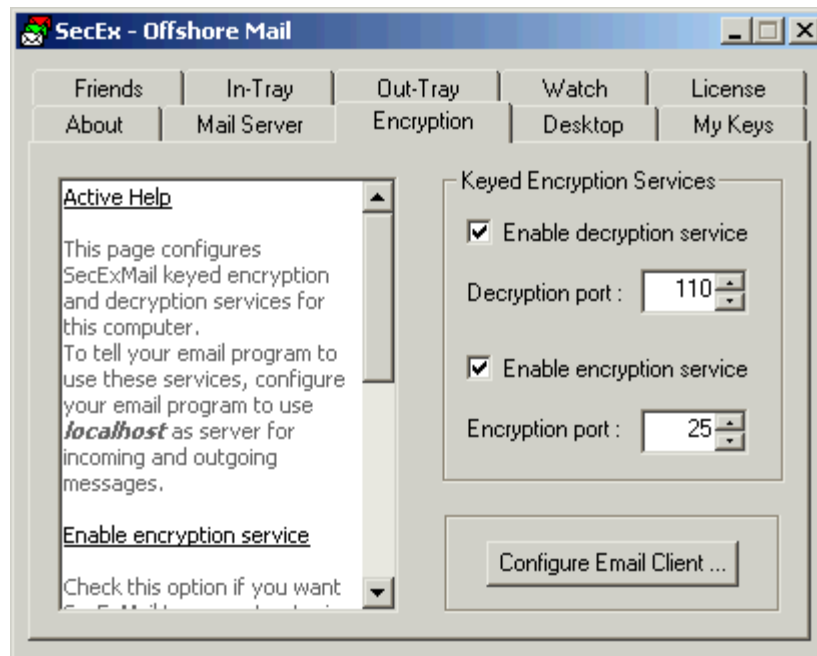 SecEx - Offshore Mail
Friends In-Tray Out-Tray Watch License
About Mail Server Encryption Desktop My Keys
Active Help
This page configures
SecExMail keyed encryption
and decryption services for
this computer.
To tell your email program to
use these services, configure
your email program to use
localhost as server for
incoming and outgoing
messages.
Enable encryption service
Check this option if you want
Keyed Encryption Services
Enable decryption service
Decryption port : 110
Enable encryption service
Encryption port : 25
Configure Email Client ...